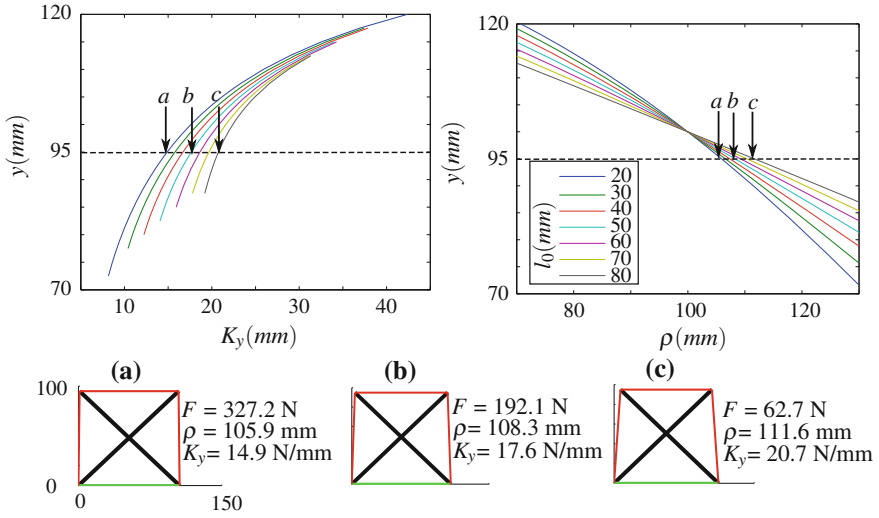 120
95
70
y(mm)
a b c
10 20 30 40
K_y(mm)
120
95
70
y(mm)
a b c
l_0(mm)
20
30
40
50
60
70
80
80 100 120
ρ(mm)
(a)
100
0
0 150
F = 327.2 N
ρ = 105.9 mm
K_y = 14.9 N/mm
(b)
F = 192.1 N
ρ= 108.3 mm
K_y = 17.6 N/mm
(c)
F = 62.7 N
ρ = 111.6 mm
K_y = 20.7 N/mm